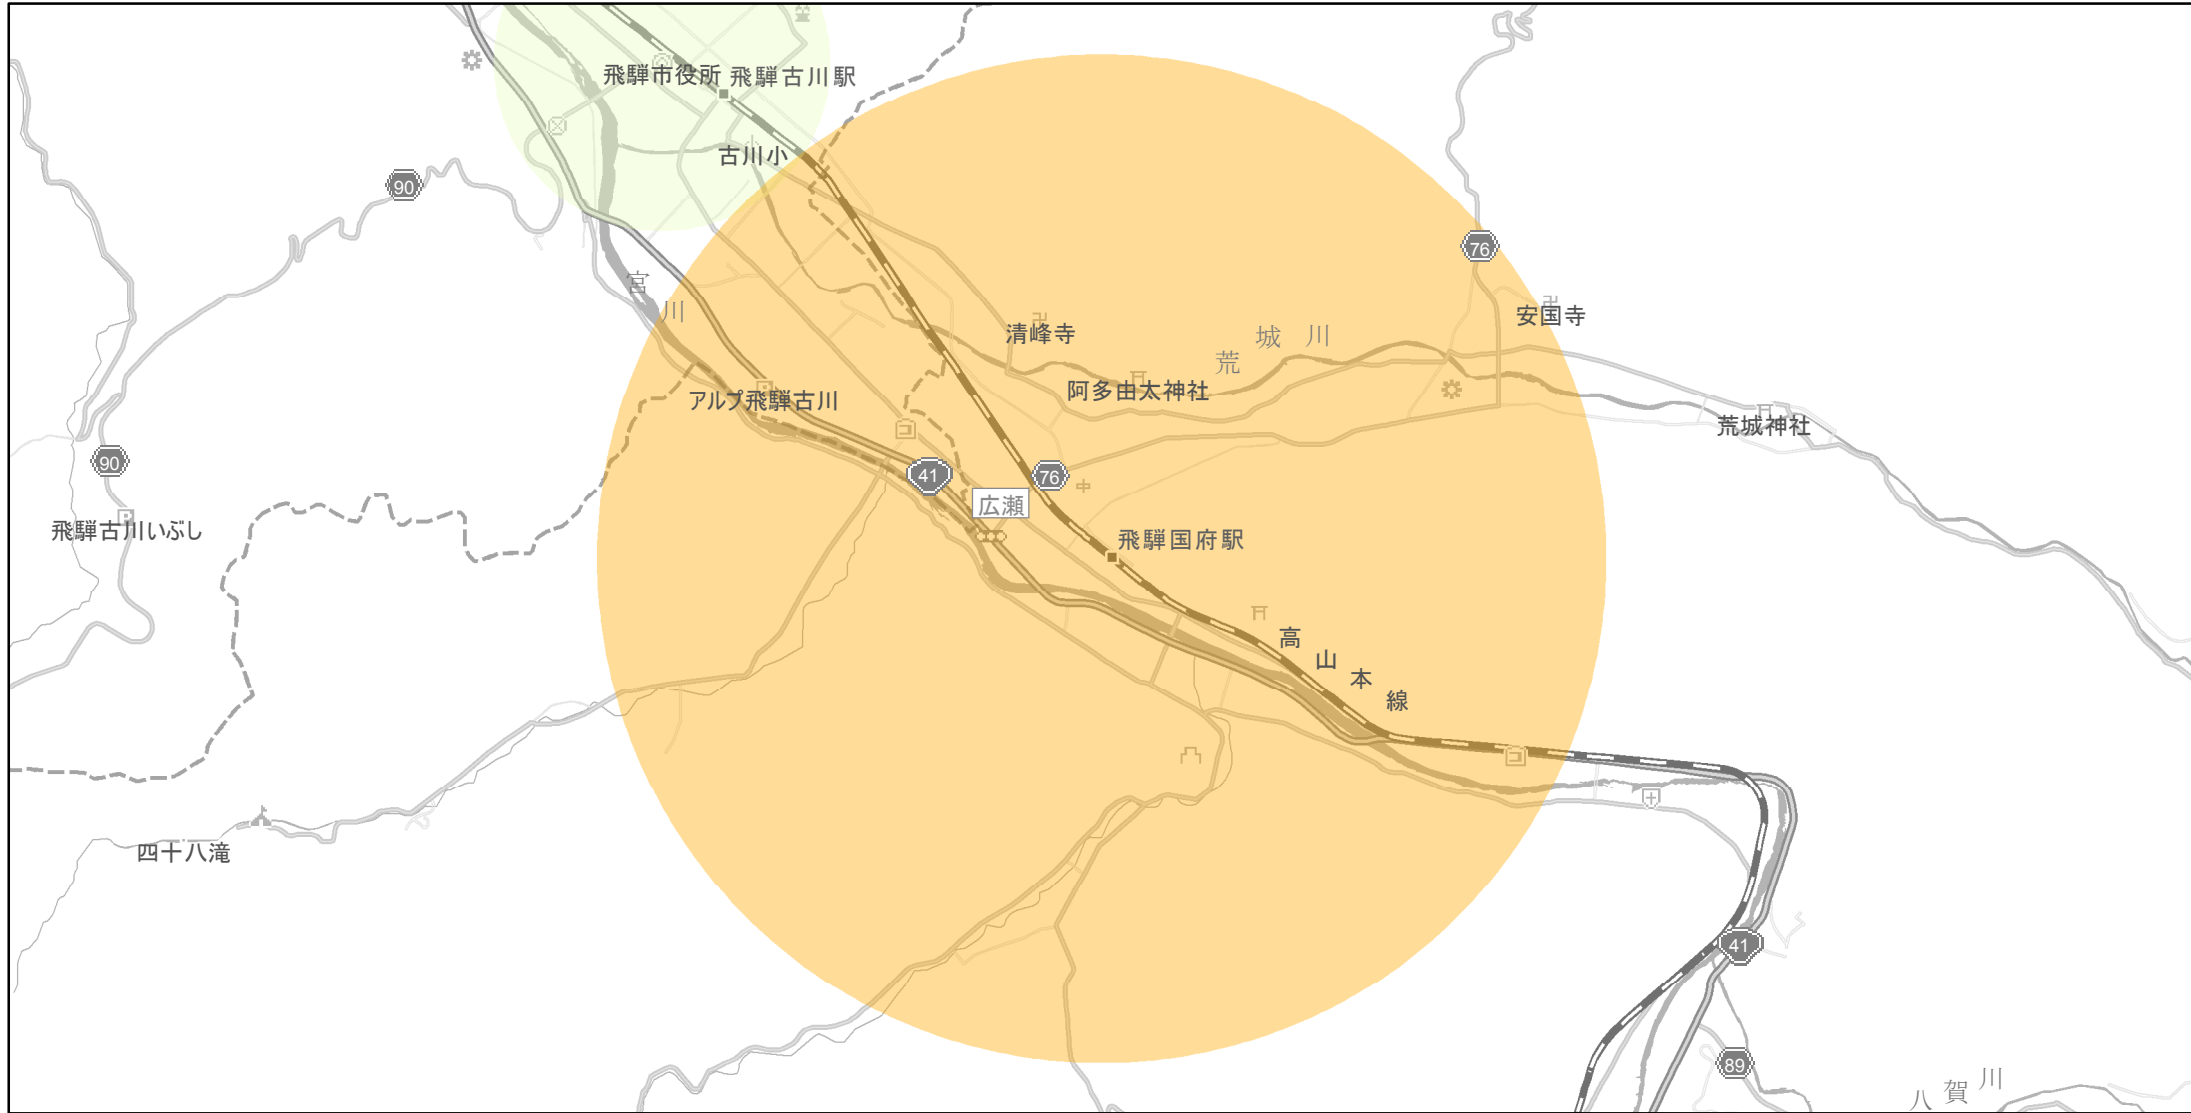 飛騨市役所
飛騨古川駅
古川小
90
76
宮川
安国寺
清峰寺
荒城川
阿多由太神社
アルプ飛騨古川
荒城神社
90
41
76
広瀬
飛騨古川いぶし
飛騨国府駅
高山本線
四十八滝
41
89
八賀川